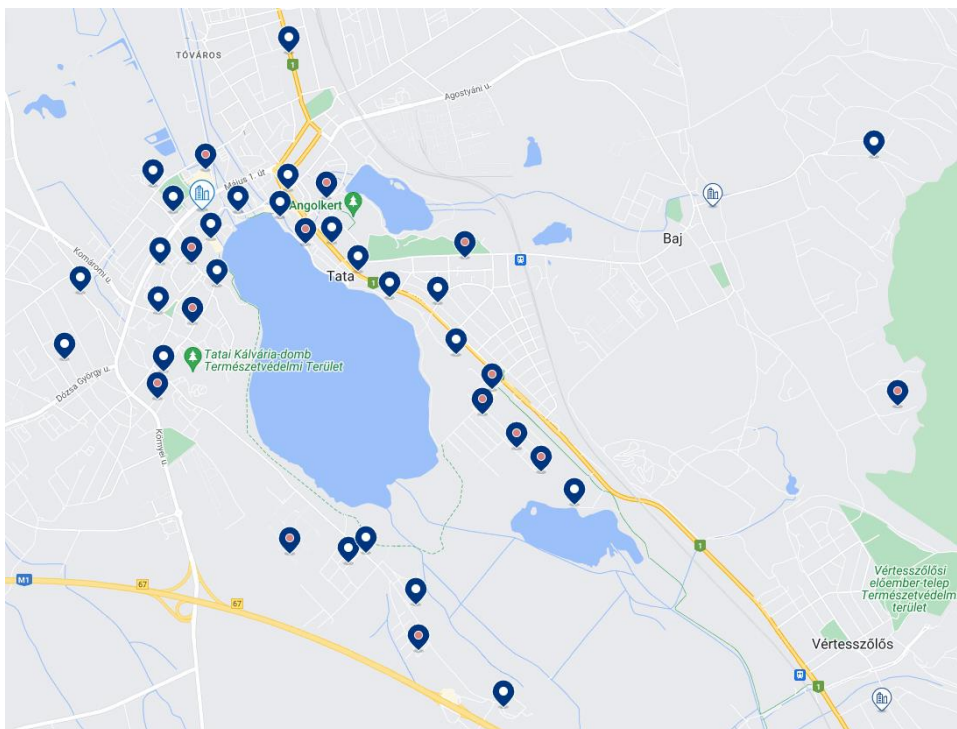 TÓVÁROS
1
Agostyáni u.
Május 1. út
Angolkert
Baj
Komáromi u.
Tata
1
Tatai Kálvária-domb
Természetvédelmi
Terület
Dózsa György u.
Környei u.
1
M1
67
67
Vértesszőlősi
előember-telep
Természetvédelm
terület
Vértesszőlős
1